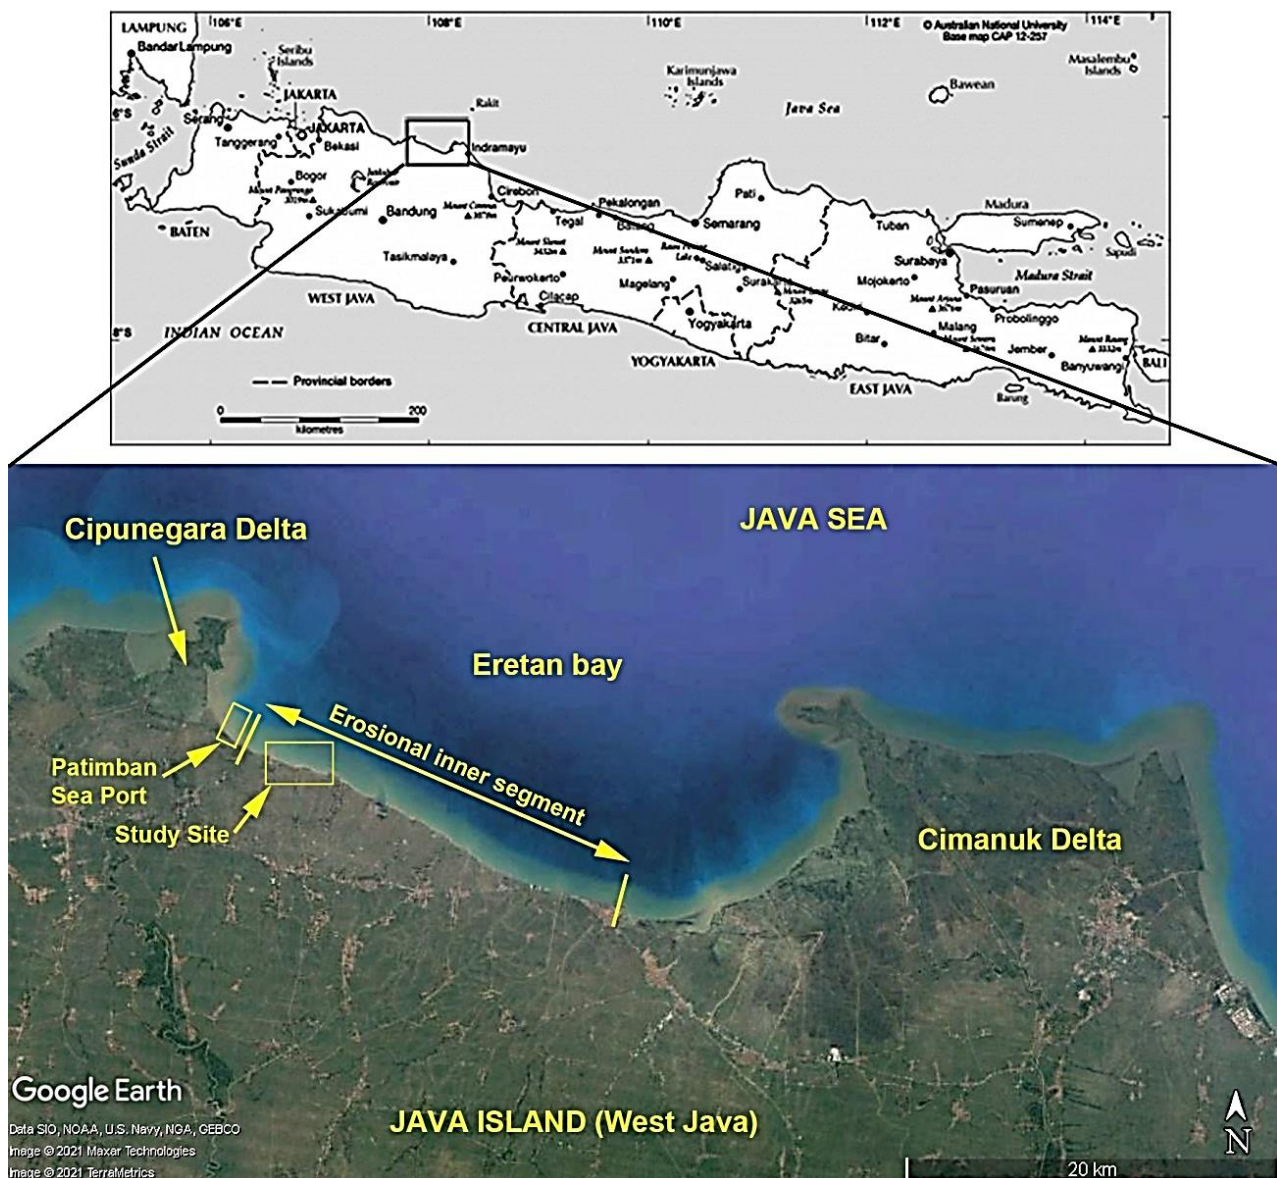 106°E
108°E
110°E
112°E
114°E
LAMPUNG
BandarLampung
Seribu
Islands
© Australian National University
Base map CAP 12-257
Karimunjawa
Islands
Bawean
Masalembu
Islands
Java Sea
JAKARTA
Rakit
6°S
Serang
JAKARTA
Tanggerang
Bekasi
Indramayu
Sunda Strait
Bogor
Cirebon
Pekalongan
Pati
Madura
Sukabumi
Bandung
Tegal
Batang
Semarang
Tuban
Sumenep
BATEN
Surabaya
Sapudi
Tasikmalaya
Salatiga
Purwokerto
Magelang
Mojokerto
Madura Strait
Pasuruan
WEST JAVA
Cilacap
Yogyakarta
Probolinggo
8°S
INDIAN OCEAN
CENTRAL JAVA
Malang
Bitar
Jember
BALI
YOGYAKARTA
Banyuwangi
Provincial borders
EAST JAVA
Barung
0
200
kilometres
JAVA SEA
Cipunegara Delta
Eretan bay
Erosional inner segment
Patimban
Sea Port
Study Site
Cimanuk Delta
Google Earth
JAVA ISLAND (West Java)
Data SIO, NOAA, U.S. Navy, NGA, GEBCO
Image © 2021 Maxar Technologies
Image © 2021 TerraMetrics
N
20 km